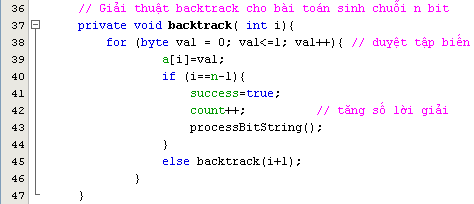 36 // Giải thuật backtrack cho bài toán sinh chuỗi n bit
37 private void backtrack( int i){
38 for (byte val = 0; val<=1; val++){ // duyệt tập biến
39 a[i]=val;
40 if (i==n-1){
41 success=true;
42 count++; // tăng số lời giải
43 processBitString();
44 }
45 else backtrack(i+1);
46 }
47 }